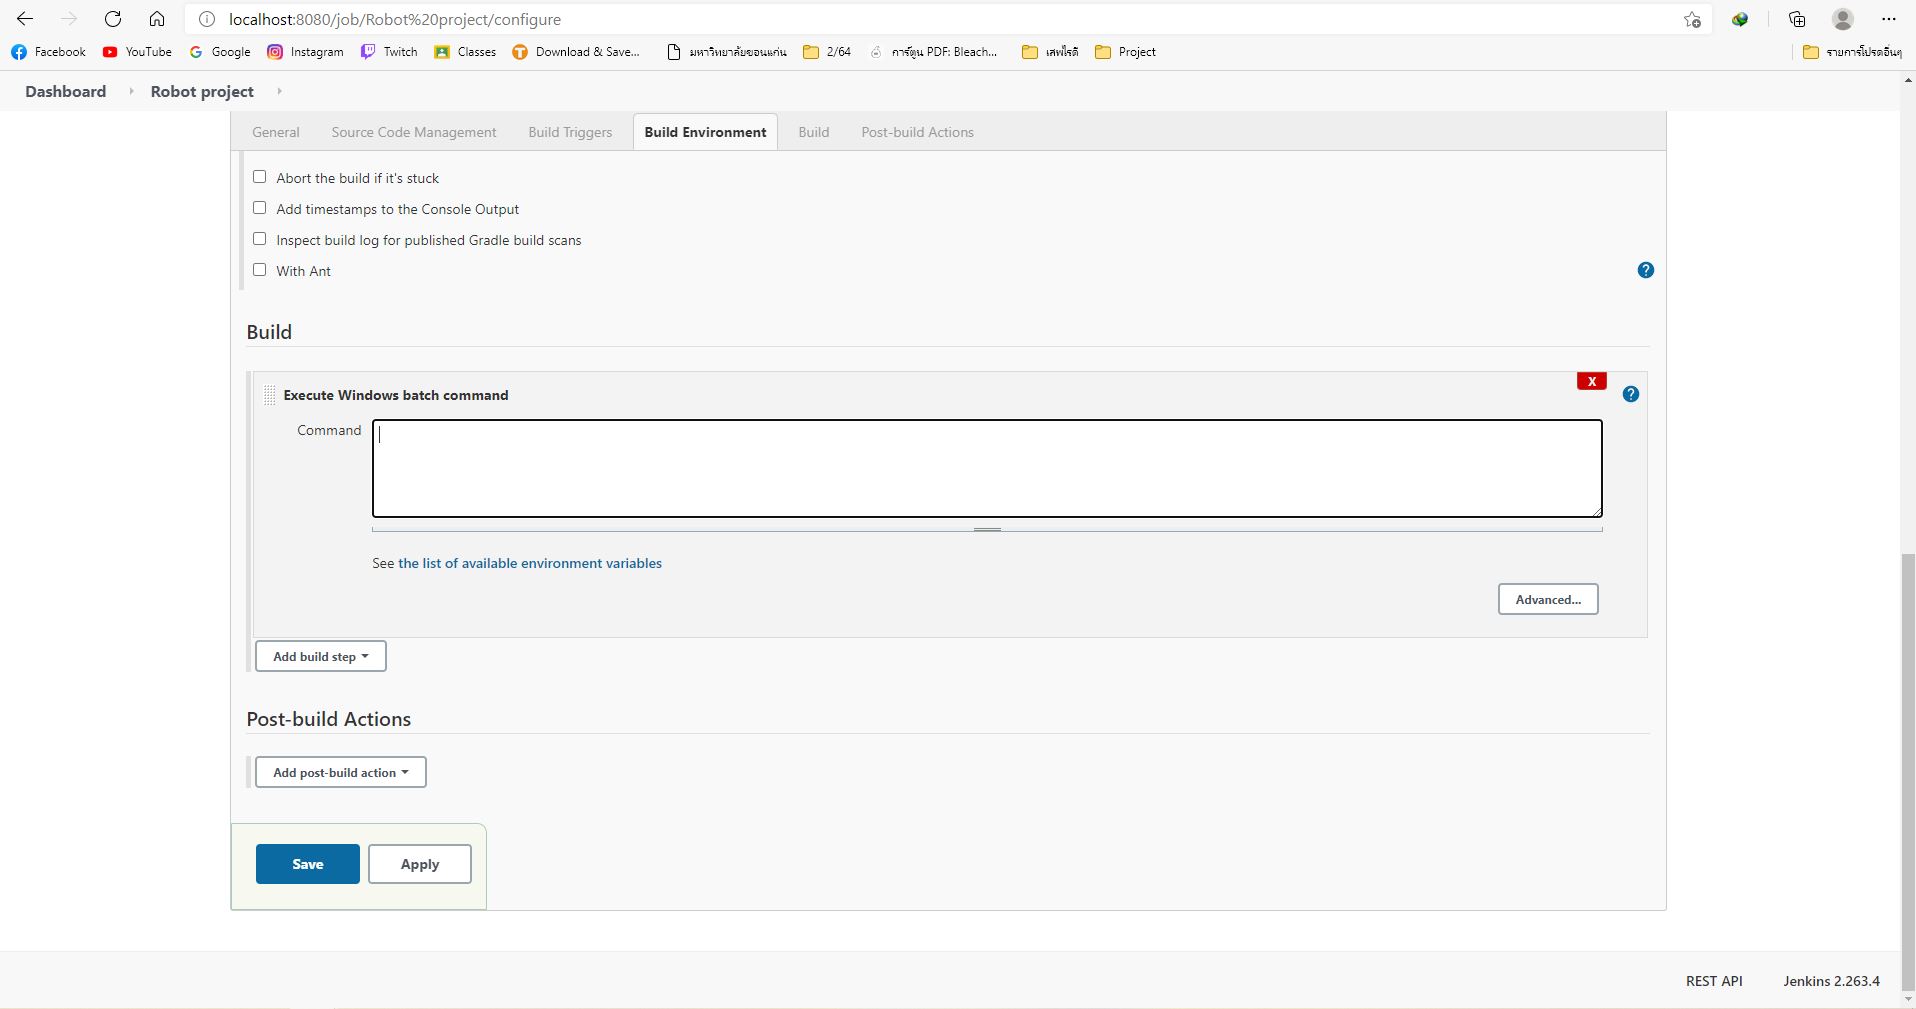 localhost:8080/job/Robot%20project/configure
Facebook YouTube Google Instagram Twitch Classes Download & Save... มหาวิทยาลัยขอนแก่น 2/64 การ์ตูน PDF: Bleach... เสพไรดี Project รายการโปรดอื่นๆ
Dashboard Robot project
General Source Code Management Build Triggers Build Environment Build Post-build Actions
Abort the build if it's stuck
Add timestamps to the Console Output
Inspect build log for published Gradle build scans
With Ant ?
Build
X
Execute Windows batch command ?
Command
See the list of available environment variables
Advanced...
Add build step
Post-build Actions
Add post-build action
Save Apply
REST API Jenkins 2.263.4